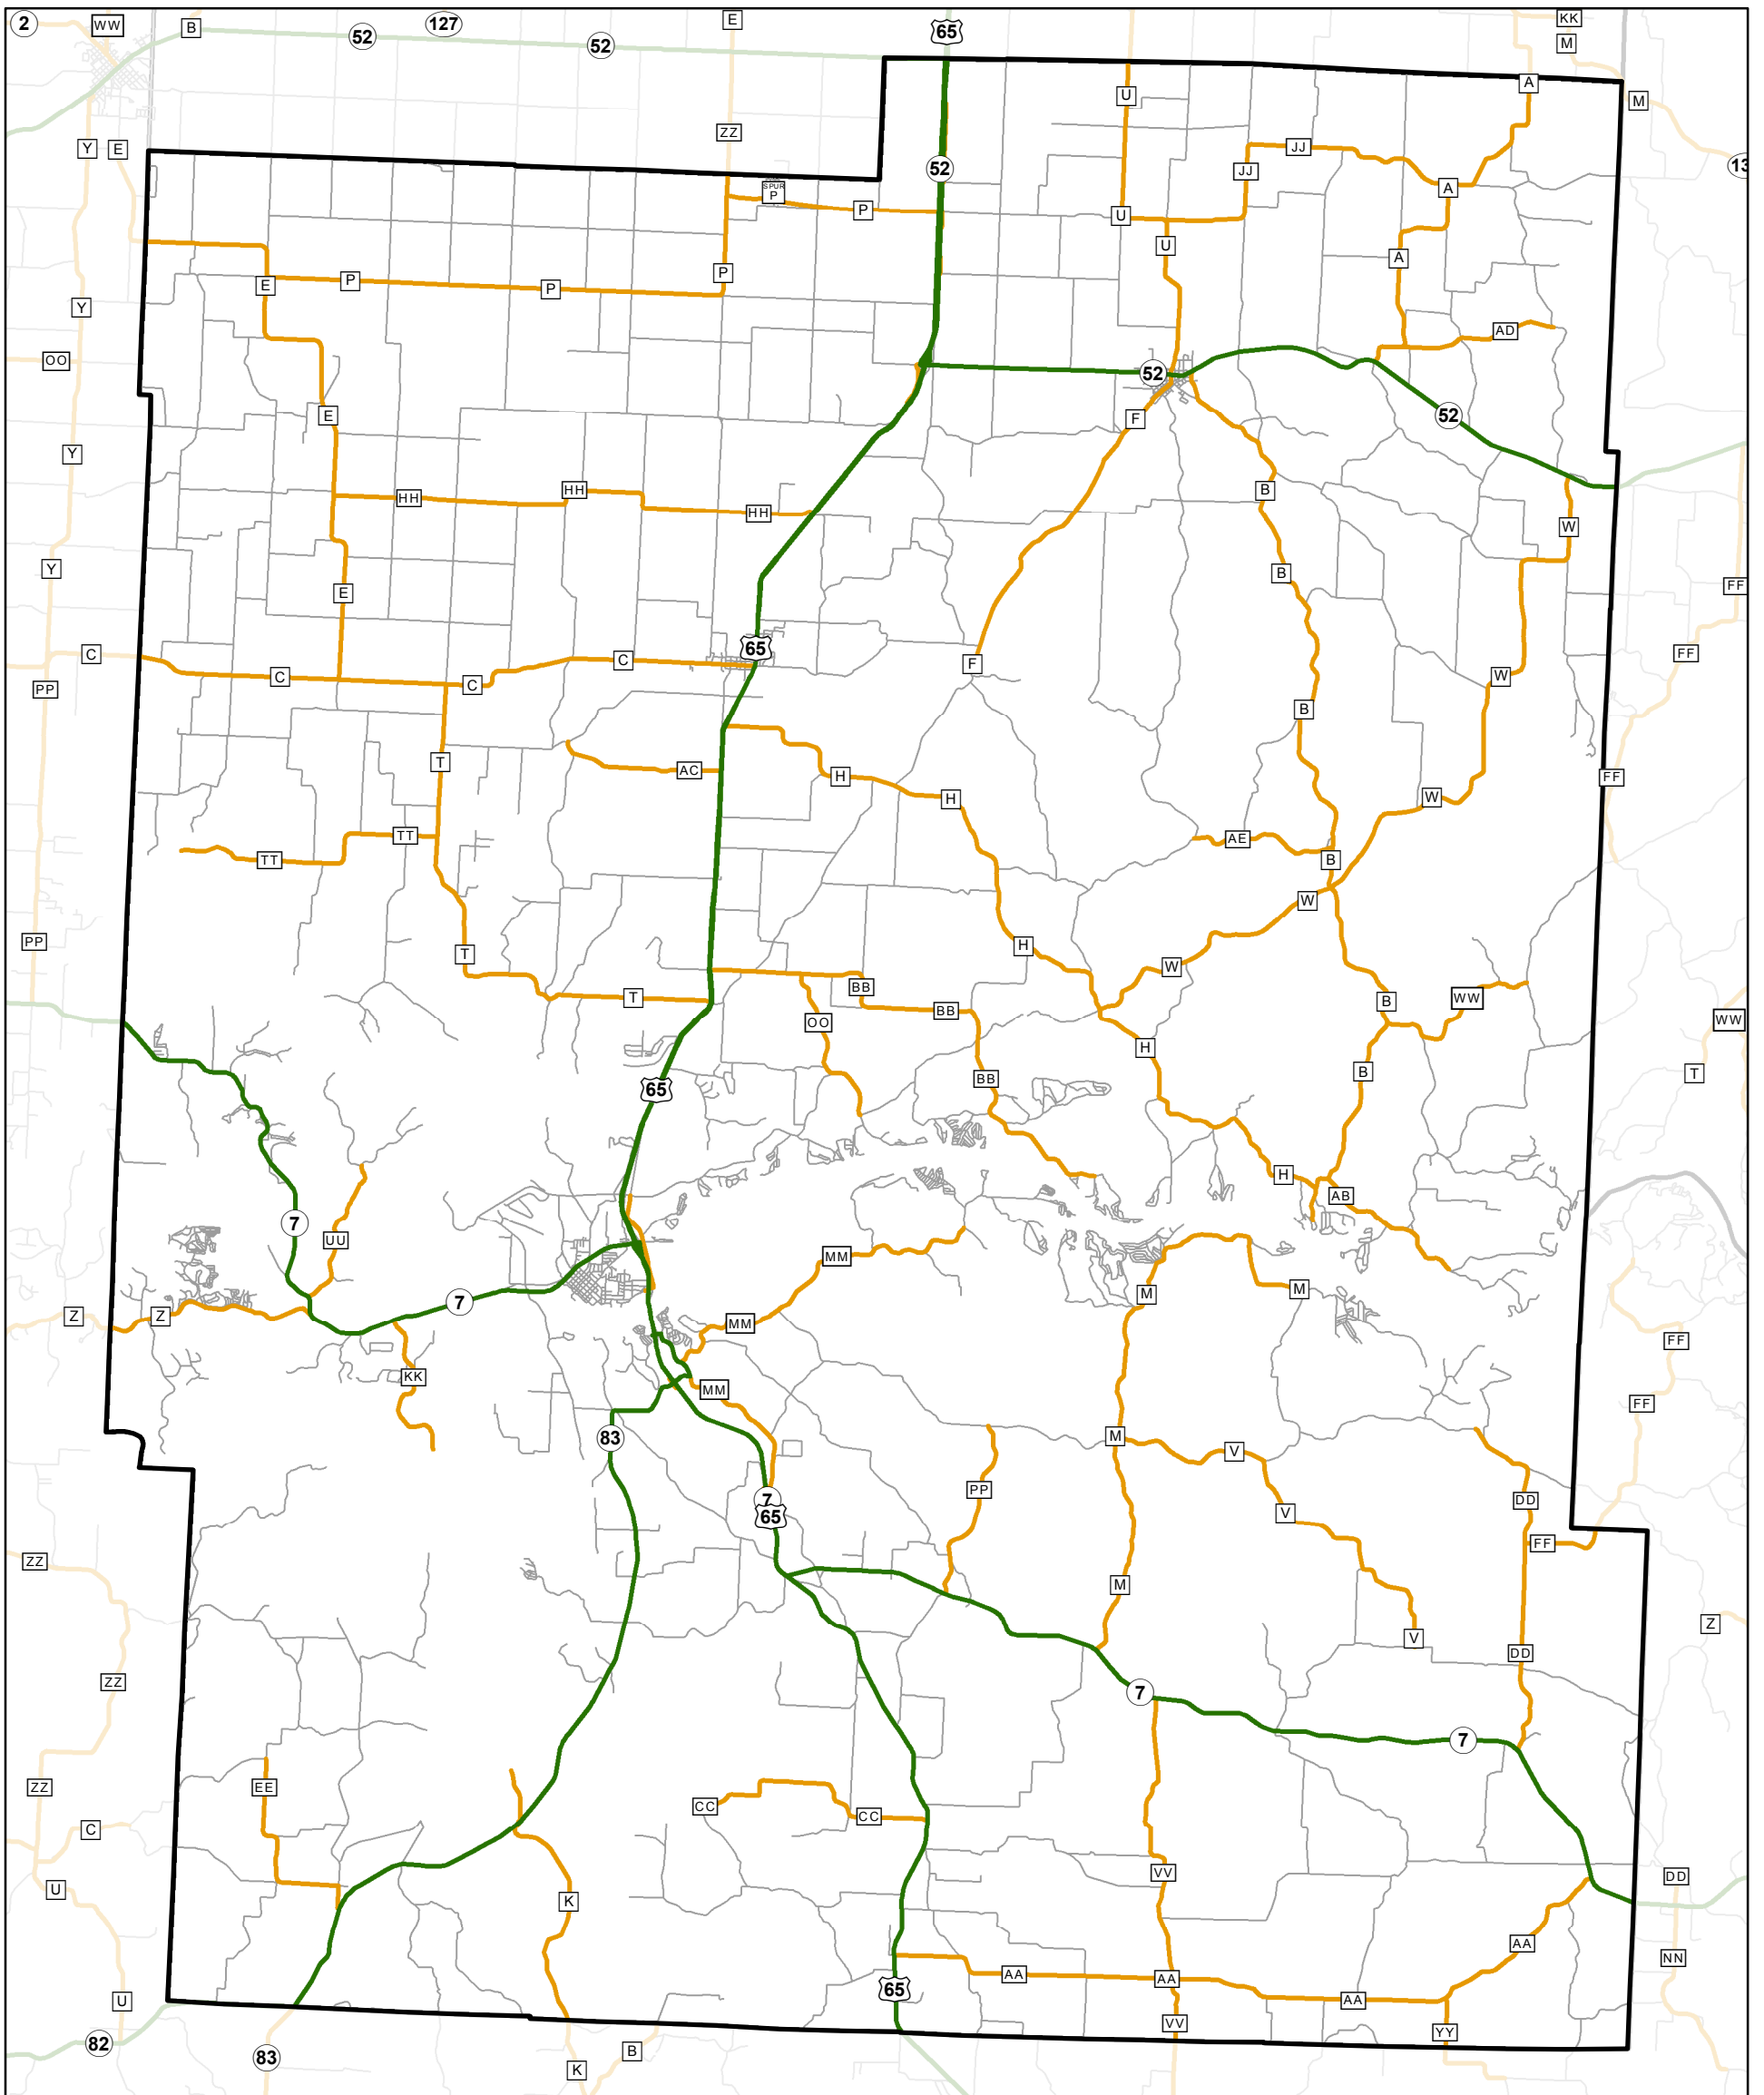 2
WW
B
52
127
52
E
65
KK
M
U
A
M
Y
E
ZZ
52
JJ
JJ
13
SPUR
P
P
U
U
A
A
E
P
P
P
Y
OO
AD
52
E
F
52
Y
HH
HH
HH
B
W
Y
E
B
FF
C
C
C
C
65
F
FF
PP
W
B
T
AC
H
H
W
FF
TT
TT
AE
B
W
PP
T
H
W
T
BB
BB
OO
B
WW
WW
H
65
BB
B
T
7
UU
H
AB
MM
M
M
Z
Z
7
MM
FF
KK
MM
FF
83
M
V
PP
7
65
V
DD
FF
ZZ
M
V
DD
Z
ZZ
7
7
ZZ
EE
CC
CC
C
U
VV
DD
K
AA
NN
65
AA
AA
AA
U
VV
YY
82
83
B
K